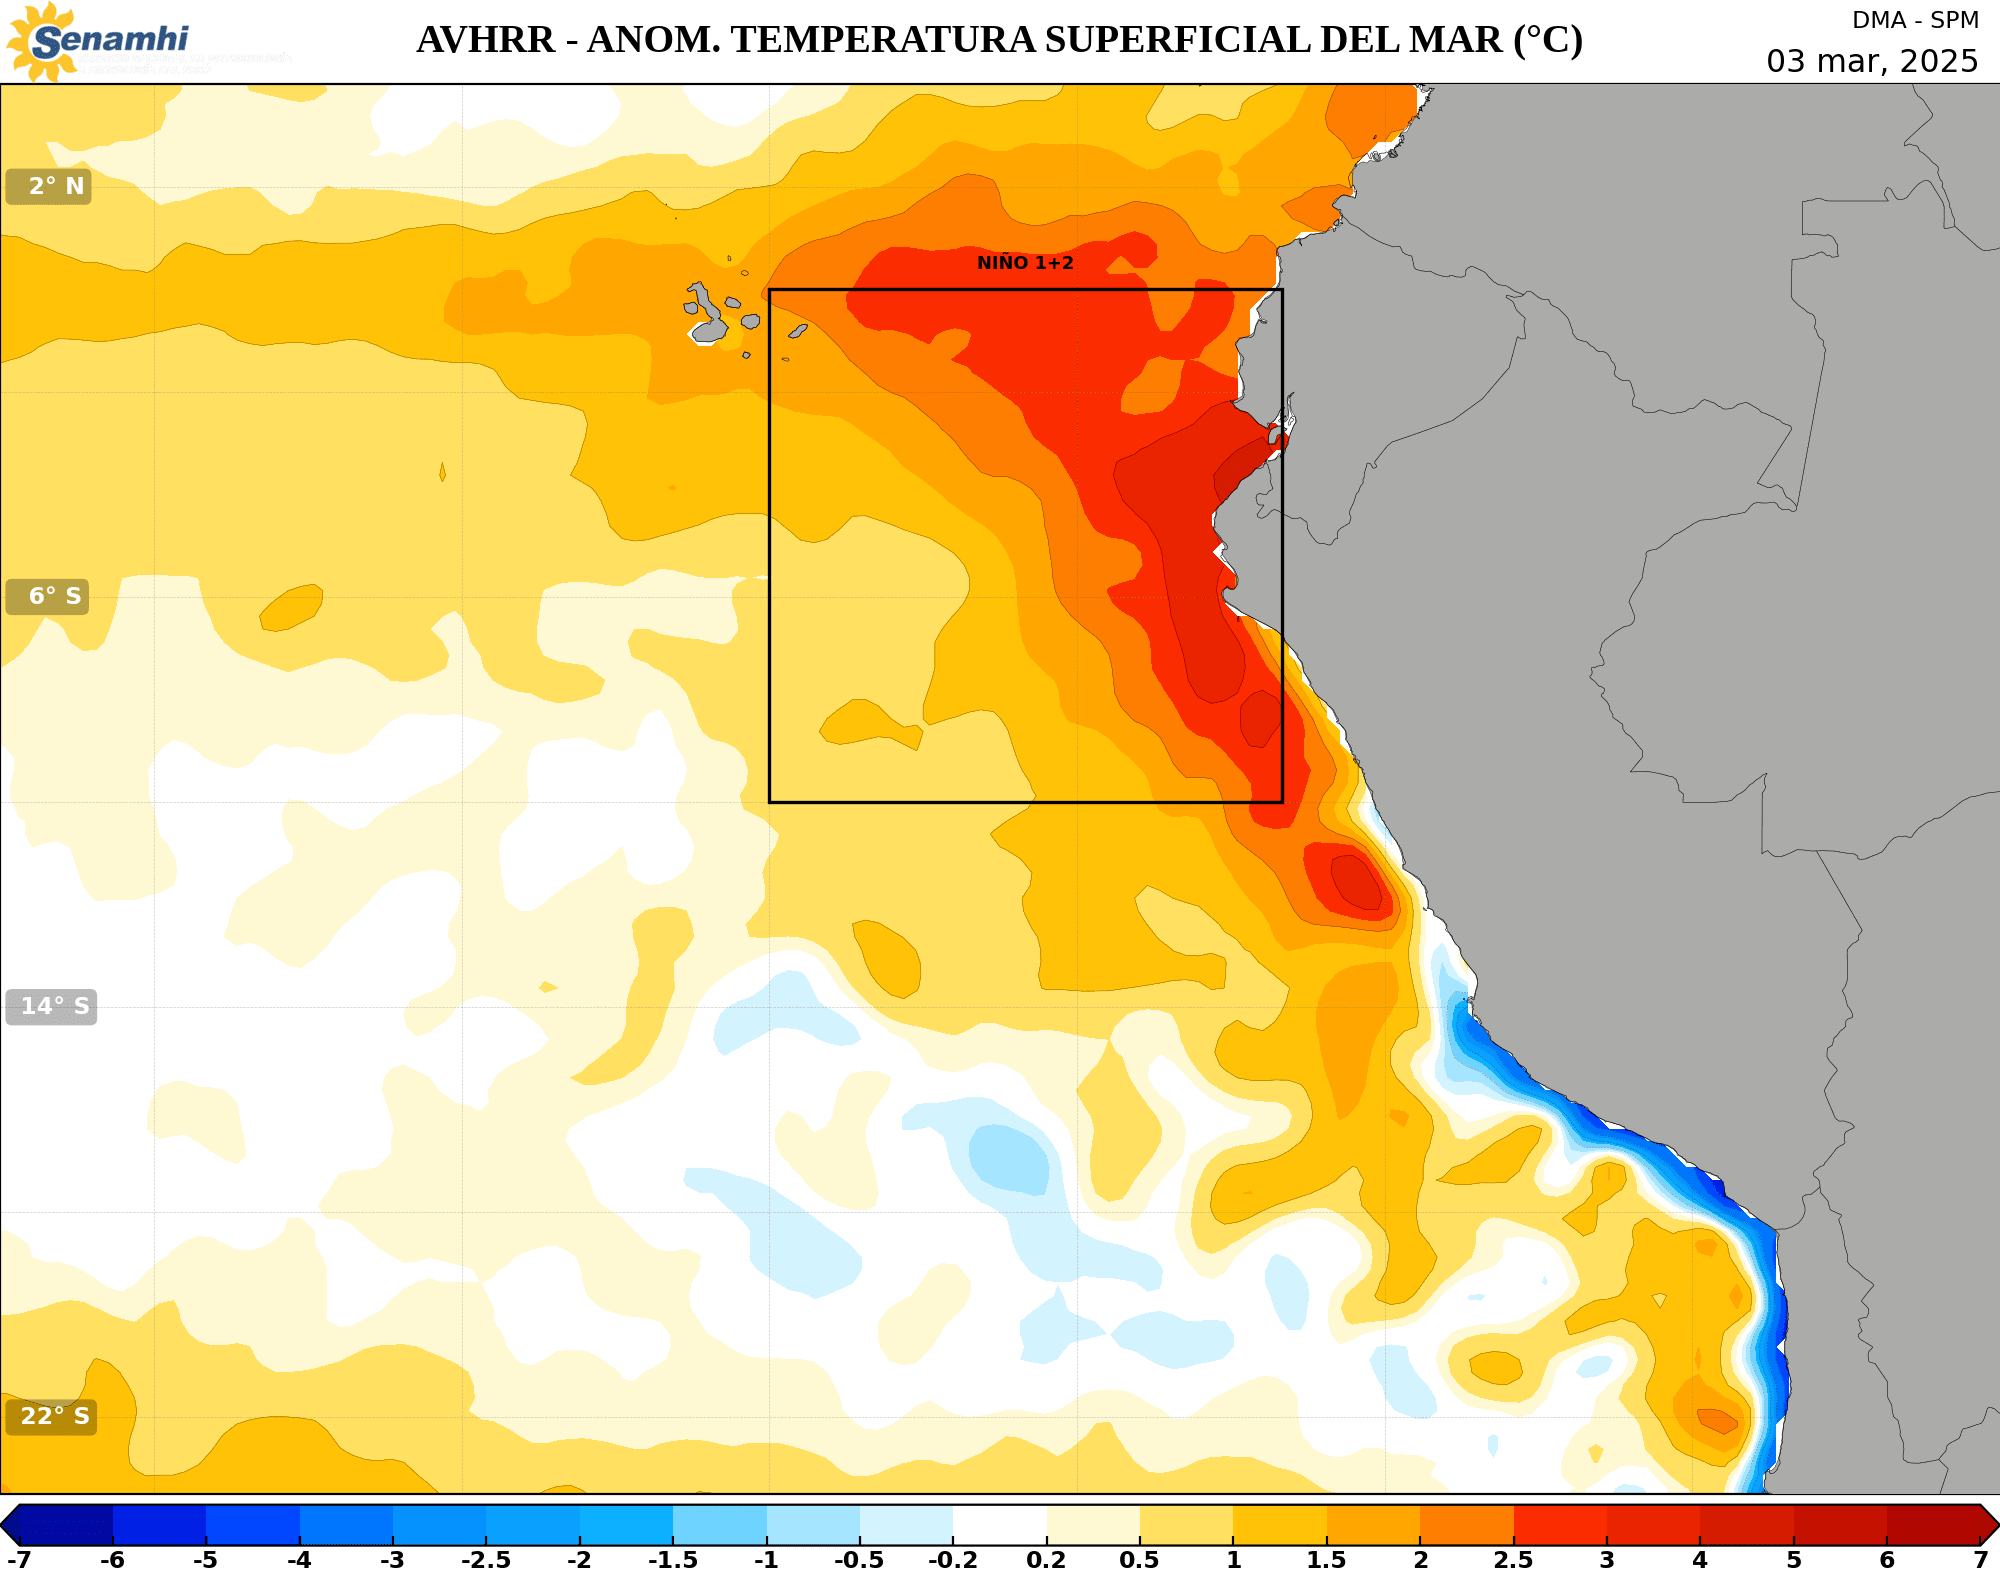 Senamhi
AVHRR - ANOM. TEMPERATURA SUPERFICIAL DEL MAR (°C)
DMA - SPM
03 mar, 2025
2° N
NIÑO 1+2
6° S
14° S
22° S
-7 -6 -5 -4 -3 -2.5 -2 -1.5 -1 -0.5 -0.2 0.2 0.5 1 1.5 2 2.5 3 4 5 6 7